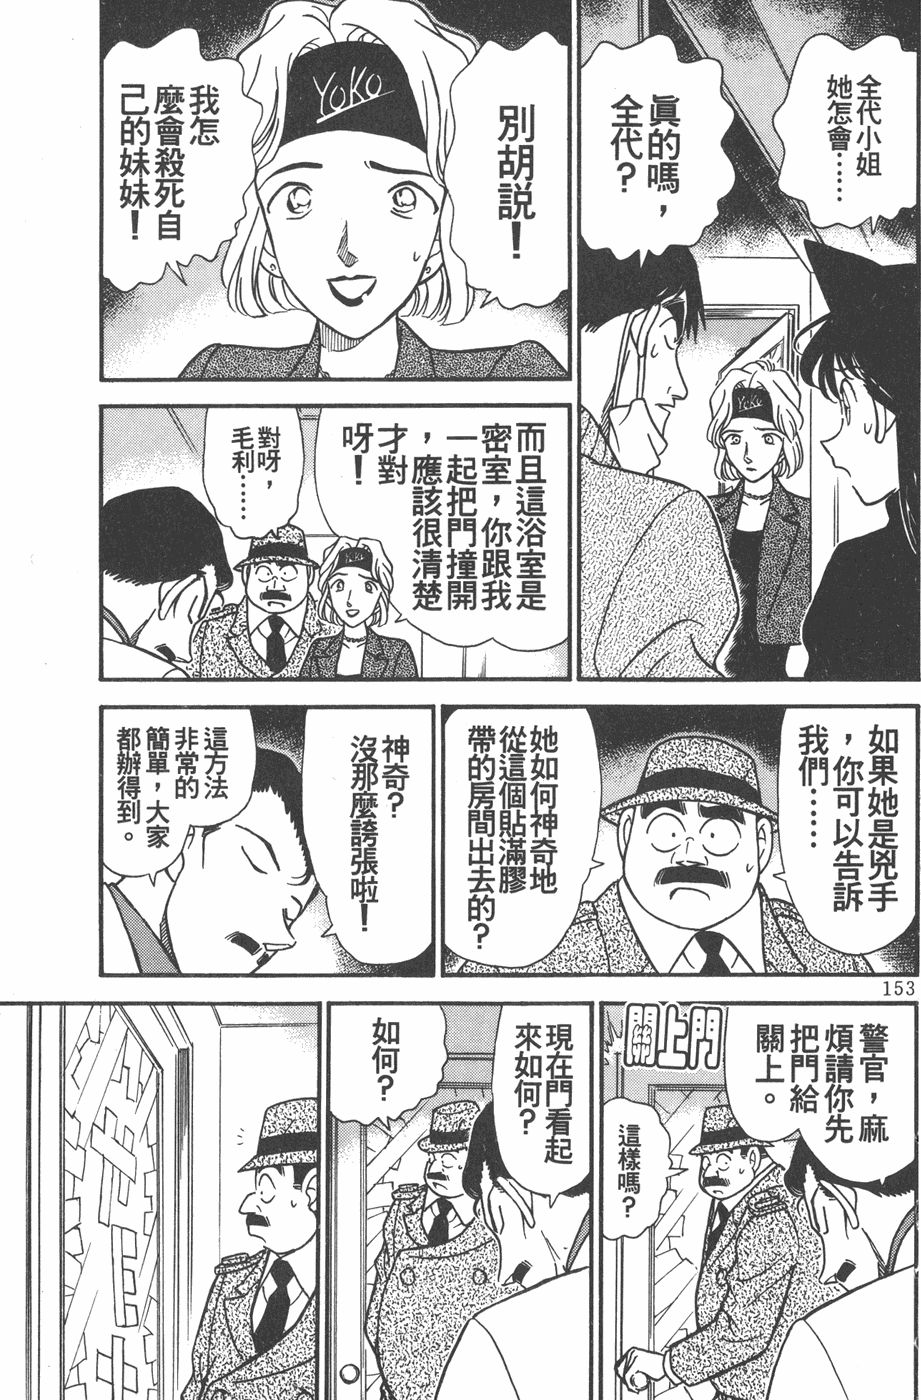 全代小姐
她怎會……
眞的嗎，
全代？
YoKo
別胡説！
我怎
麼會殺死自
己的妹妹！
YoKo
而且這浴室是
密室，你跟我
一起把門撞開
，應該很清楚
才對
呀！
對呀，
毛利……
YoKo
如果她是兇手
，你可以告訴
我們……
她如何神奇地
從這個貼滿膠
帶的房間出去的？
神奇？
沒那麼誇張啦！
這方法
非常的
簡單，大家
都辦得到。
153
警官，麻
煩請你先
把門給
關上。
關上門
這樣嗎？
現在門看起
來如何？
如何？